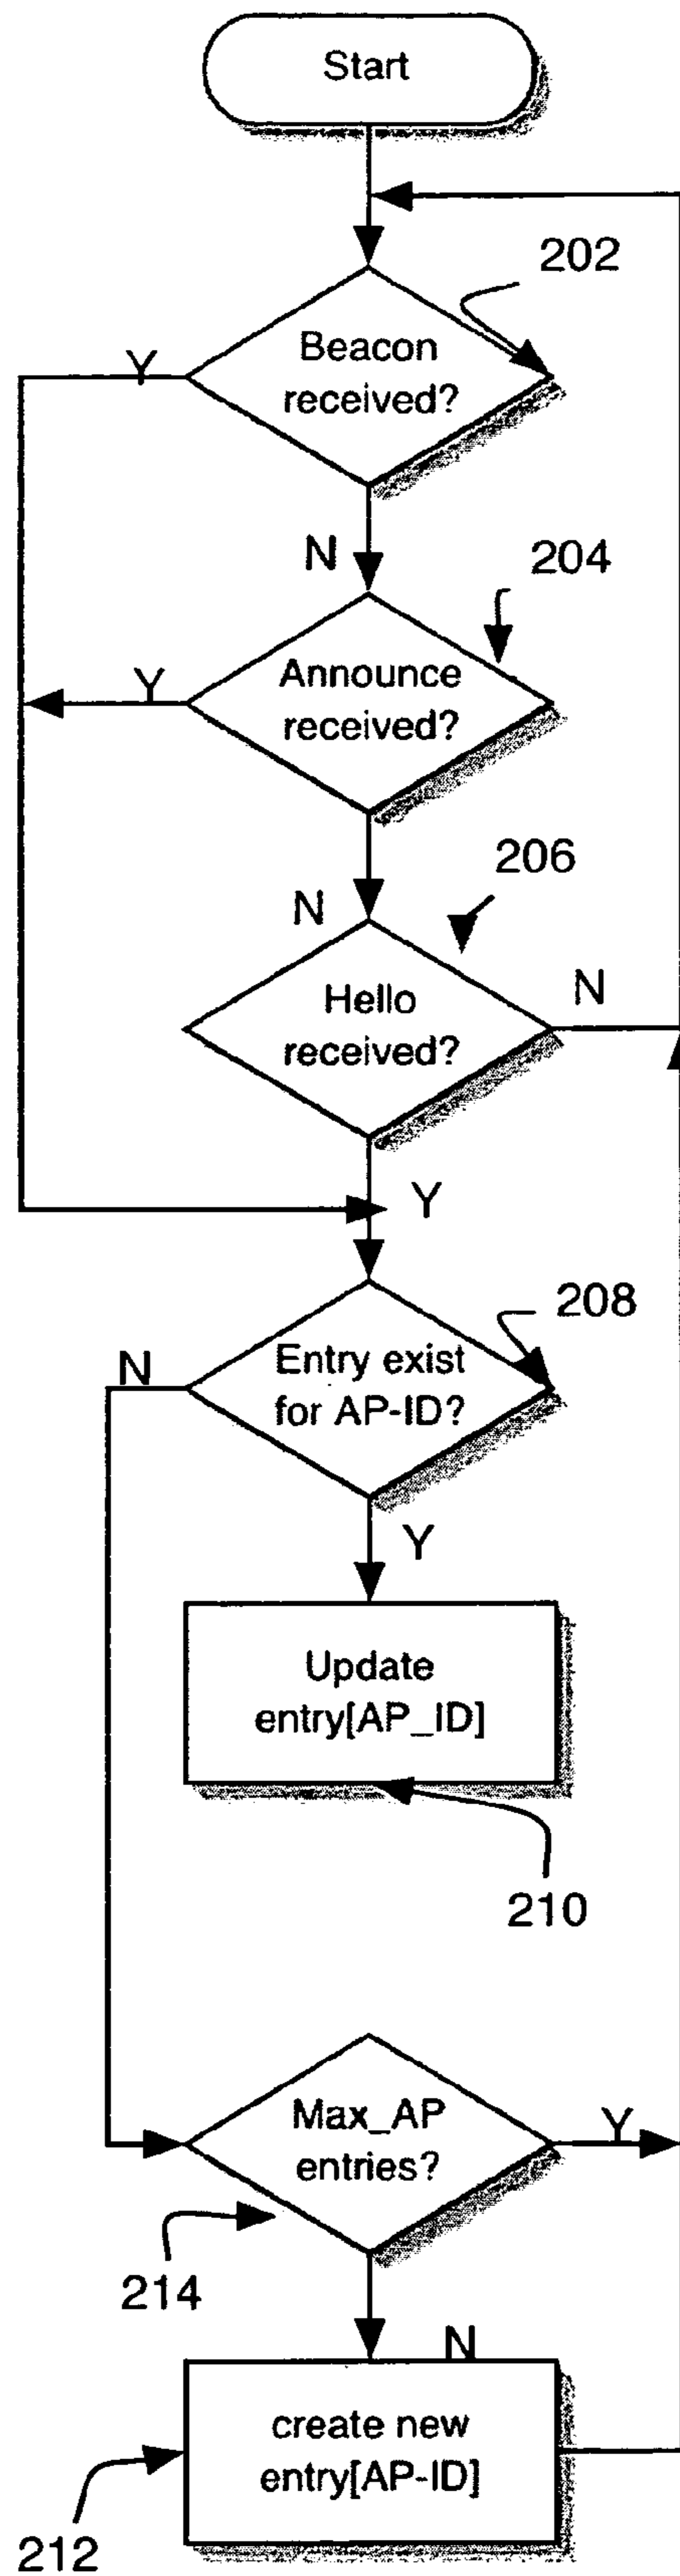 Start
202
Beacon
received?
Y
N
204
Announce
received?
Y
206
N
Hello
received?
N
Y
208
Entry exist
for AP-ID?
N
Y
Update
entry[AP_ID]
210
Max_AP
entries?
Y
214
N
create new
entry[AP-ID]
212